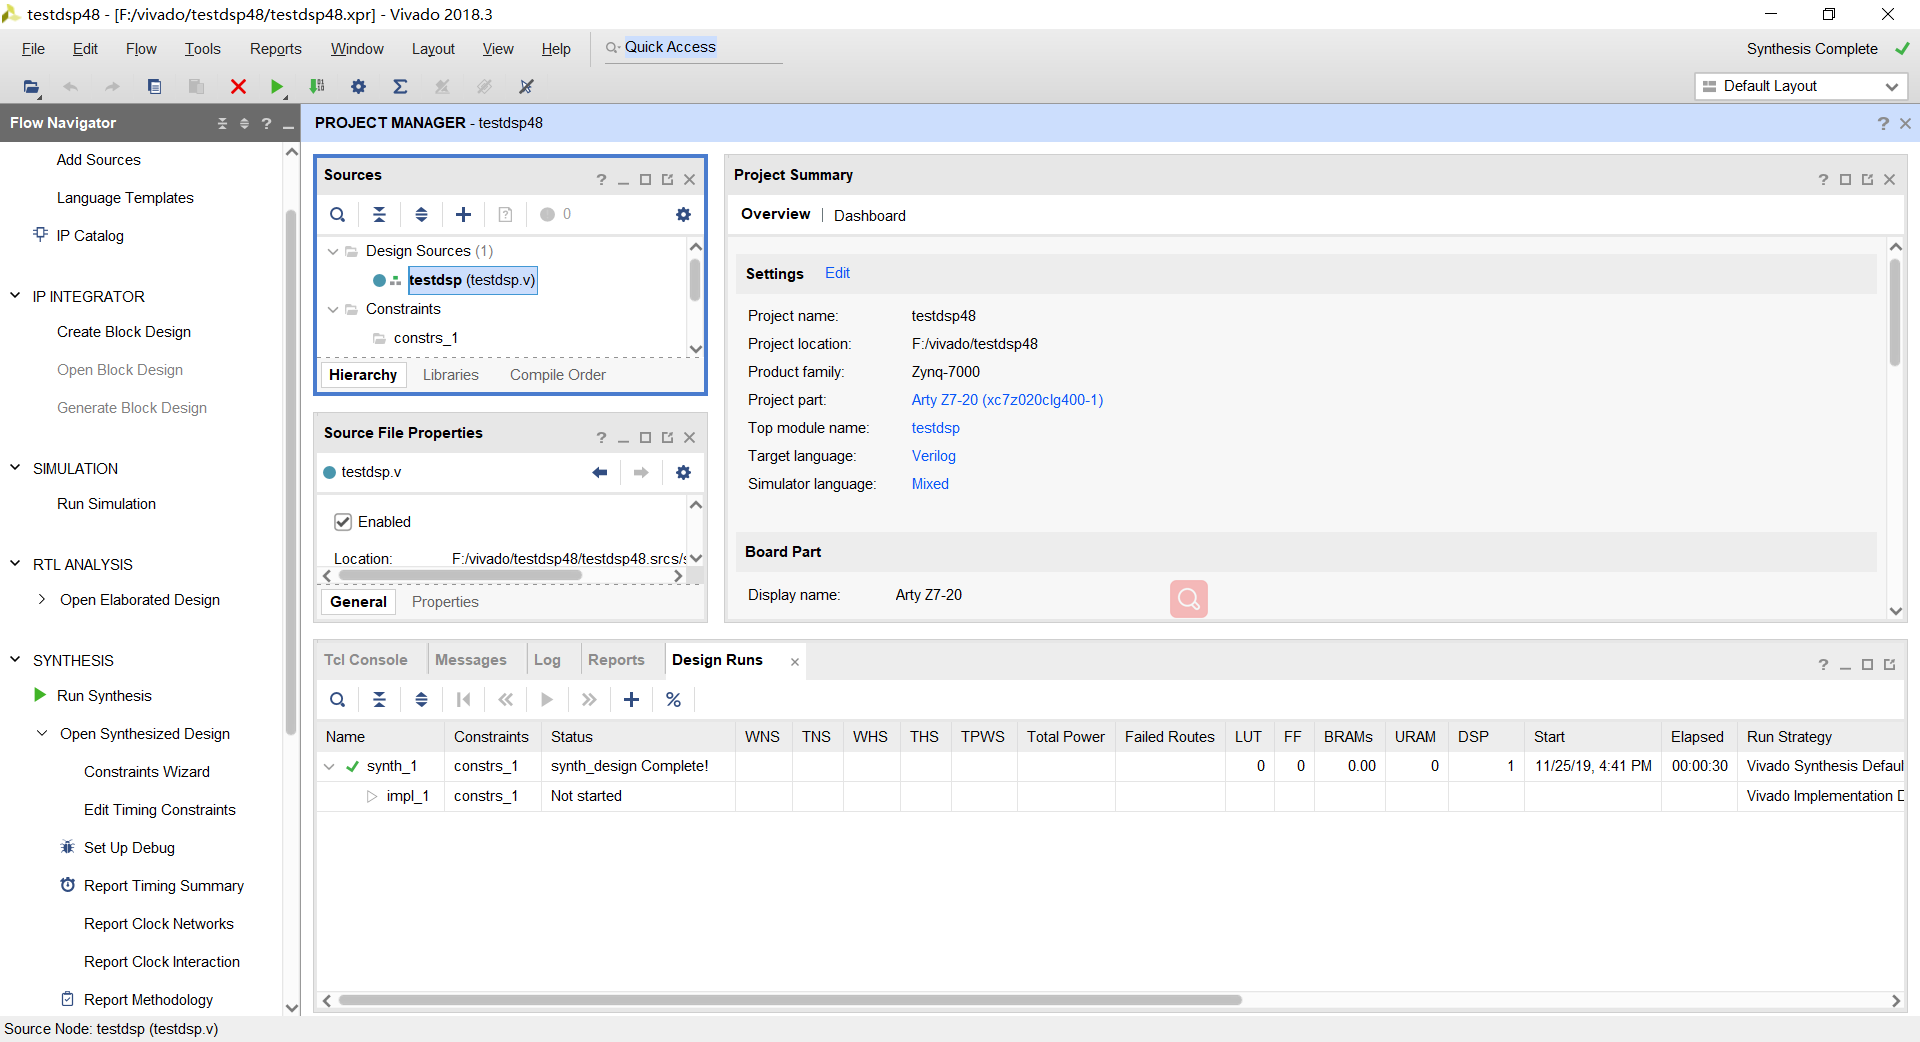 testdsp48 - [F:/vivado/testdsp48/testdsp48.xpr] - Vivado 2018.3
File Edit Flow Tools Reports Window Layout View Help Quick Access
Synthesis Complete
Default Layout
Flow Navigator
Add Sources
Language Templates
IP Catalog
IP INTEGRATOR
Create Block Design
Open Block Design
Generate Block Design
SIMULATION
Run Simulation
RTL ANALYSIS
Open Elaborated Design
SYNTHESIS
Run Synthesis
Open Synthesized Design
Constraints Wizard
Edit Timing Constraints
Set Up Debug
Report Timing Summary
Report Clock Networks
Report Clock Interaction
Report Methodology
PROJECT MANAGER - testdsp48
Sources
0
Design Sources (1)
testdsp (testdsp.v)
Constraints
constrs_1
Hierarchy Libraries Compile Order
Source File Properties
testdsp.v
Enabled
Location: F:/vivado/testdsp48/testdsp48.srcs/s
General Properties
Project Summary
Overview | Dashboard
Settings Edit
Project name: testdsp48
Project location: F:/vivado/testdsp48
Product family: Zynq-7000
Project part: Arty Z7-20 (xc7z020clg400-1)
Top module name: testdsp
Target language: Verilog
Simulator language: Mixed
Board Part
Display name: Arty Z7-20
Tcl Console Messages Log Reports Design Runs
Name Constraints Status WNS TNS WHS THS TPWS Total Power Failed Routes LUT FF BRAMs URAM DSP Start Elapsed Run Strategy
synth_1 constrs_1 synth_design Complete! 0 0 0.00 0 1 11/25/19, 4:41 PM 00:00:30 Vivado Synthesis Defaul
impl_1 constrs_1 Not started Vivado Implementation D
Source Node: testdsp (testdsp.v)